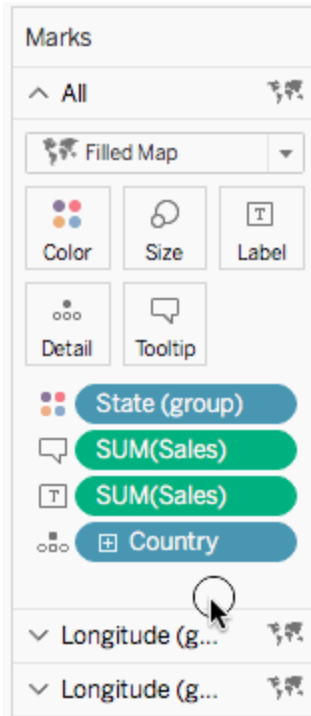 Marks
All
Filled Map
Color Size Label
Detail Tooltip
State (group)
SUM(Sales)
T SUM(Sales)
Country
Longitude (g...
Longitude (g...